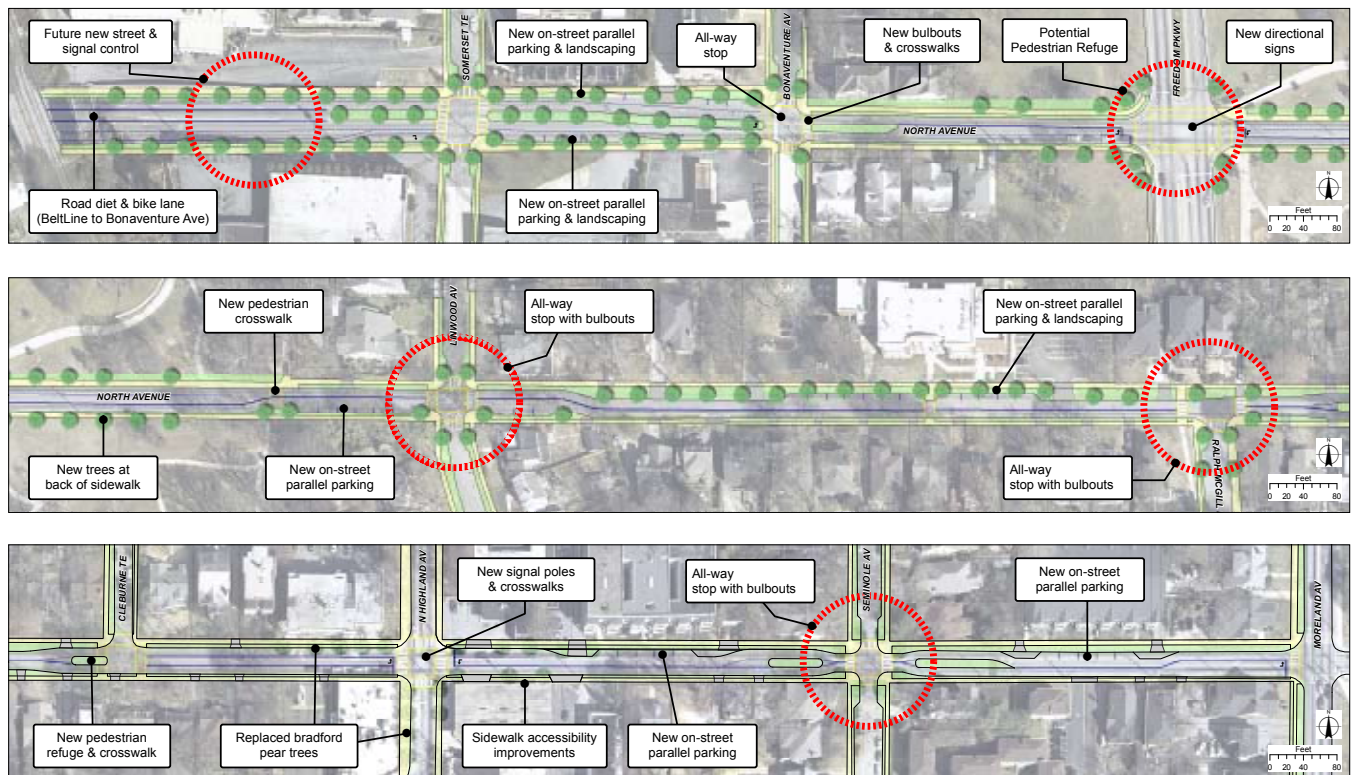 Future new street &
signal control
SOMERSET TE
New on-street parallel
parking & landscaping
All-way
stop
BONAVENTURE AV
New bulbouts
& crosswalks
Potential
Pedestrian Refuge
FREEDOM PKWY
New directional
signs
NORTH AVENUE
Road diet & bike lane
(BeltLine to Bonaventure Ave)
New on-street parallel
parking & landscaping
N
Feet
0 20 40 80
New pedestrian
crosswalk
LINWOOD AV
All-way
stop with bulbouts
New on-street parallel
parking & landscaping
NORTH AVENUE
New trees at
back of sidewalk
New on-street
parallel parking
All-way
stop with bulbouts
RALPH MCGILL
N
Feet
0 20 40 80
CLEBURNE TE
N HIGHLAND AV
New signal poles
& crosswalks
All-way
stop with bulbouts
SEMINOLE AV
New on-street
parallel parking
MORELAND AV
New pedestrian
refuge & crosswalk
Replaced bradford
pear trees
Sidewalk accessibility
improvements
New on-street
parallel parking
N
Feet
0 20 40 80